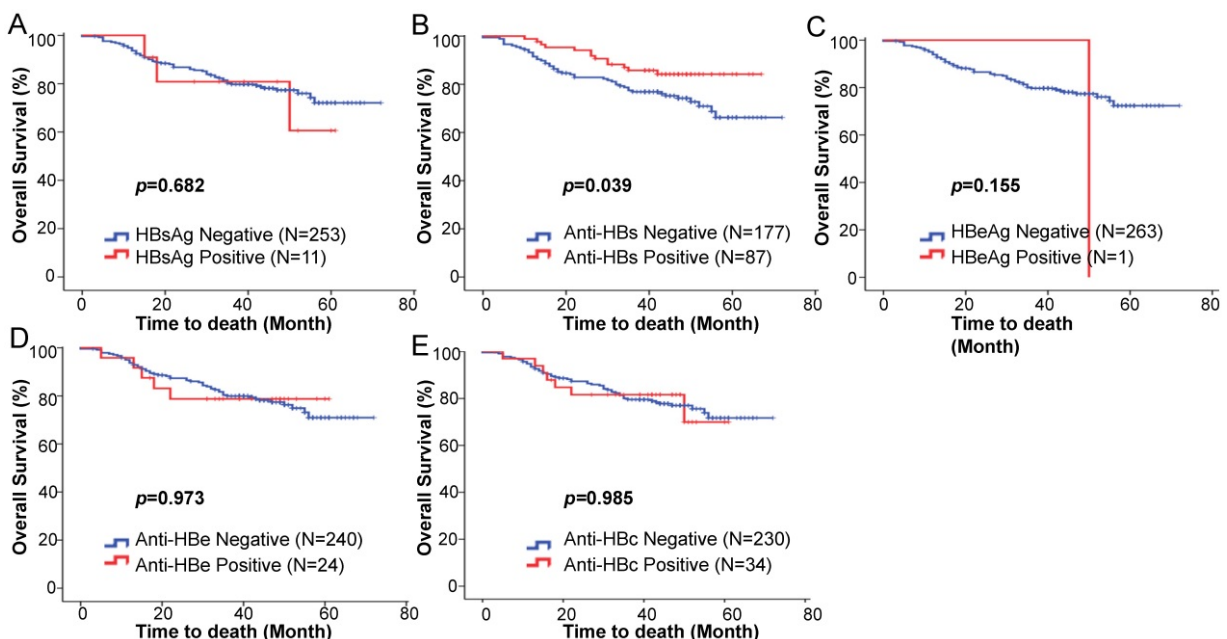 A
Overall Survival (%)
100
80
60
40
20
0
p=0.682
HBsAg Negative (N=253)
HBsAg Positive (N=11)
0 20 40 60 80
Time to death (Month)
B
Overall Survival (%)
100
80
60
40
20
0
p=0.039
Anti-HBs Negative (N=177)
Anti-HBs Positive (N=87)
0 20 40 60 80
Time to death (Month)
C
Overall Survival (%)
100
80
60
40
20
0
p=0.155
HBeAg Negative (N=263)
HBeAg Positive (N=1)
0 20 40 60 80
Time to death
(Month)
D
Overall Survival (%)
100
80
60
40
20
0
p=0.973
Anti-HBe Negative (N=240)
Anti-HBe Positive (N=24)
0 20 40 60 80
Time to death (Month)
E
Overall Survival (%)
100
80
60
40
20
0
p=0.985
Anti-HBc Negative (N=230)
Anti-HBc Positive (N=34)
0 20 40 60 80
Time to death (Month)